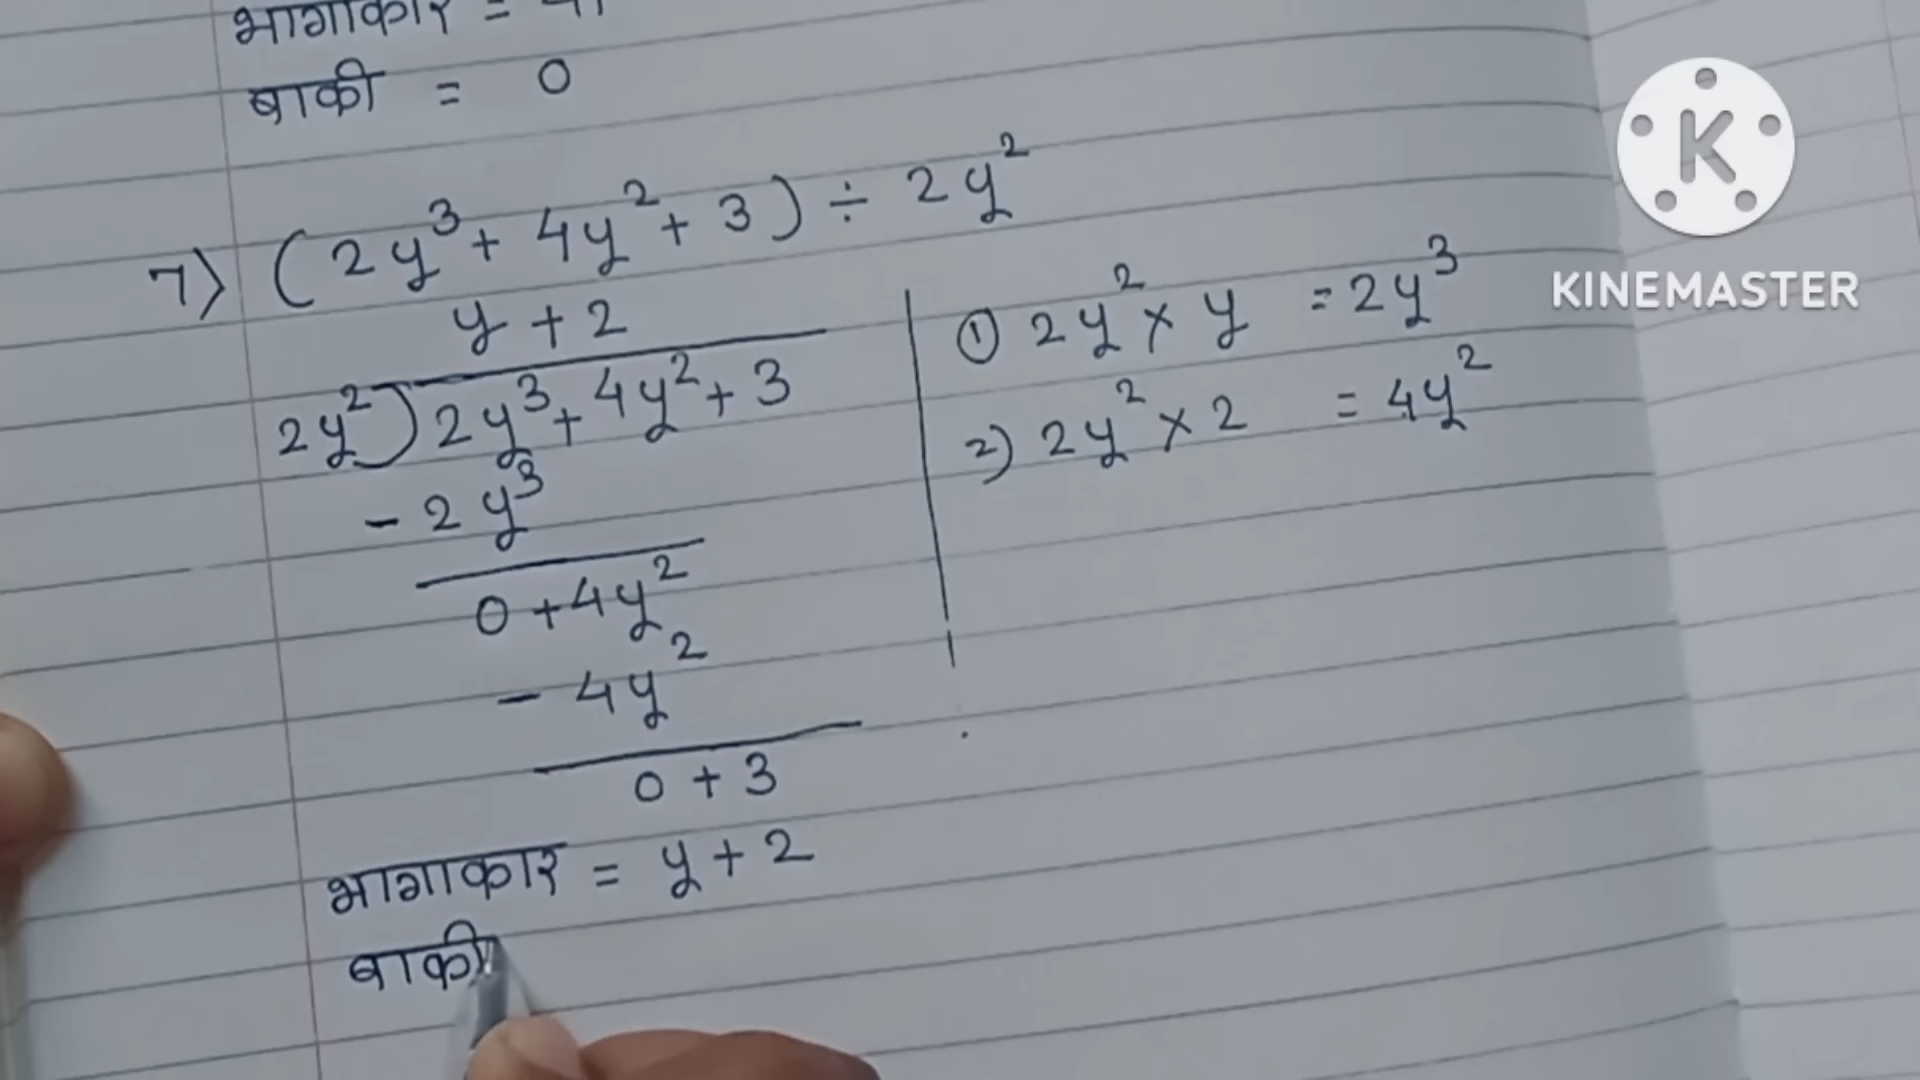 भागाकार =
बाकी = 0
7) (2y³ + 4y² + 3) ÷ 2y²
y + 2
2y²) 2y³ + 4y² + 3
- 2y³
0 + 4y²
- 4y²
0 + 3
भागाकार = y + 2
बाकी
① 2y² × y = 2y³
2) 2y² × 2 = 4y²
K
KINEMASTER